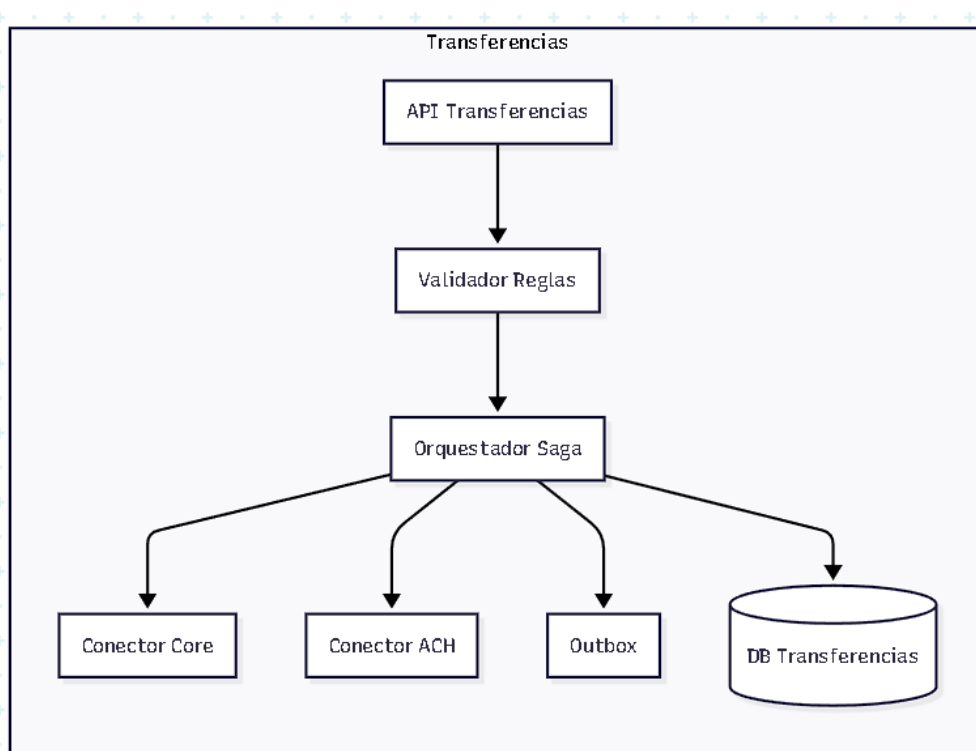 Transferencias
API Transferencias
Validador Reglas
Orquestador Saga
Conector Core
Conector ACH
Outbox
DB Transferencias